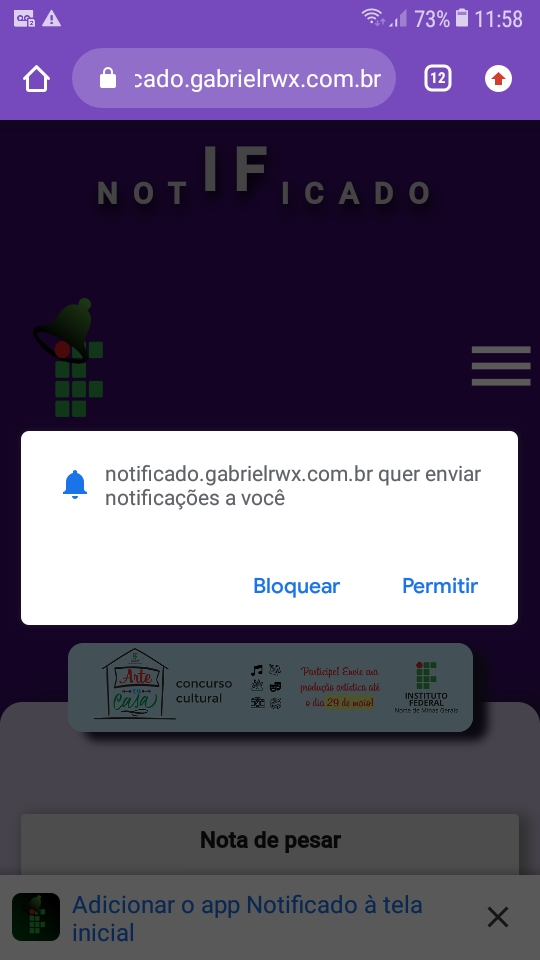 73% 11:58
cado.gabrielrwx.com.br
12
NOTIFICADO
notificado.gabrielrwx.com.br quer enviar
notificações a você
Bloquear
Permitir
Arte
em
Casa
concurso
cultural
Participe! Envie sua
produção artística até
o dia 29 de maio!
INSTITUTO
FEDERAL
Norte de Minas Gerais
Nota de pesar
Adicionar o app Notificado à tela
inicial